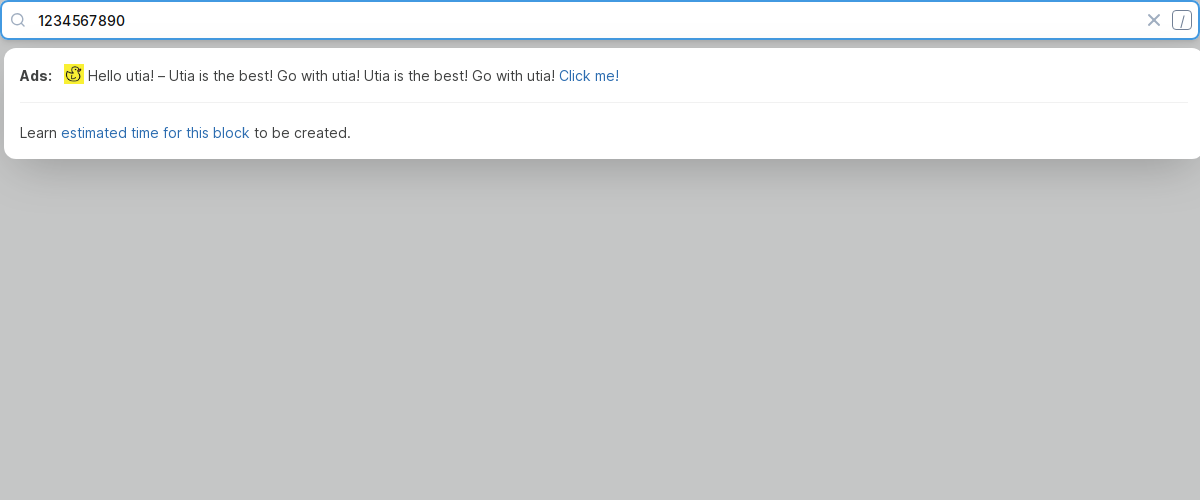 1234567890
/
Ads: Hello utia! – Utia is the best! Go with utia! Utia is the best! Go with utia! Click me!
Learn estimated time for this block to be created.